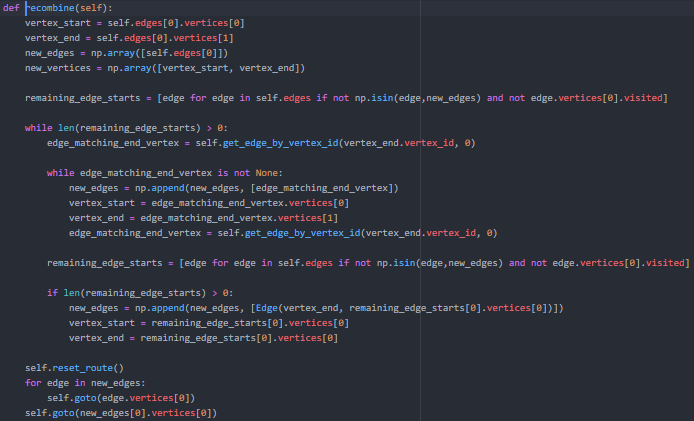 def recombine(self):
    vertex_start = self.edges[0].vertices[0]
    vertex_end = self.edges[0].vertices[1]
    new_edges = np.array([self.edges[0]])
    new_vertices = np.array([vertex_start, vertex_end])

    remaining_edge_starts = [edge for edge in self.edges if not np.isin(edge,new_edges) and not edge.vertices[0].visited]

    while len(remaining_edge_starts) > 0:
        edge_matching_end_vertex = self.get_edge_by_vertex_id(vertex_end.vertex_id, 0)

        while edge_matching_end_vertex is not None:
            new_edges = np.append(new_edges, [edge_matching_end_vertex])
            vertex_start = edge_matching_end_vertex.vertices[0]
            vertex_end = edge_matching_end_vertex.vertices[1]
            edge_matching_end_vertex = self.get_edge_by_vertex_id(vertex_end.vertex_id, 0)

        remaining_edge_starts = [edge for edge in self.edges if not np.isin(edge,new_edges) and not edge.vertices[0].visited]

        if len(remaining_edge_starts) > 0:
            new_edges = np.append(new_edges, [Edge(vertex_end, remaining_edge_starts[0].vertices[0])])
            vertex_start = remaining_edge_starts[0].vertices[0]
            vertex_end = remaining_edge_starts[0].vertices[0]

    self.reset_route()
    for edge in new_edges:
        self.goto(edge.vertices[0])
    self.goto(new_edges[0].vertices[0])